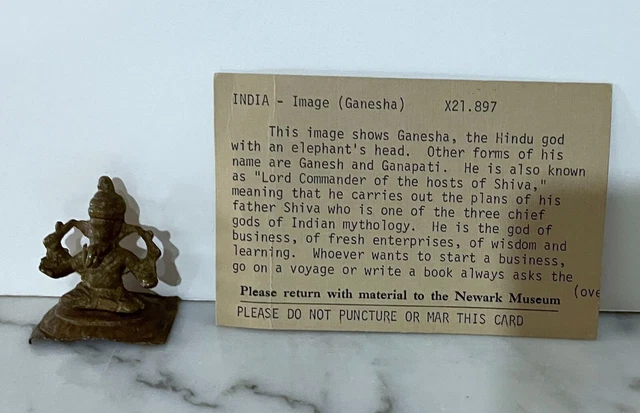 INDIA - Image (Ganesha) X21.897
This image shows Ganesha, the Hindu god
with an elephant's head. Other forms of his
name are Ganesh and Ganapati. He is also known
as "Lord Commander of the hosts of Shiva,"
meaning that he carries out the plans of his
father Shiva who is one of the three chief
gods of Indian mythology. He is the god of
business, of fresh enterprises, of wisdom and
learning. Whoever wants to start a business,
go on a voyage or write a book always asks the
(ove
Please return with material to the Newark Museum
PLEASE DO NOT PUNCTURE OR MAR THIS CARD